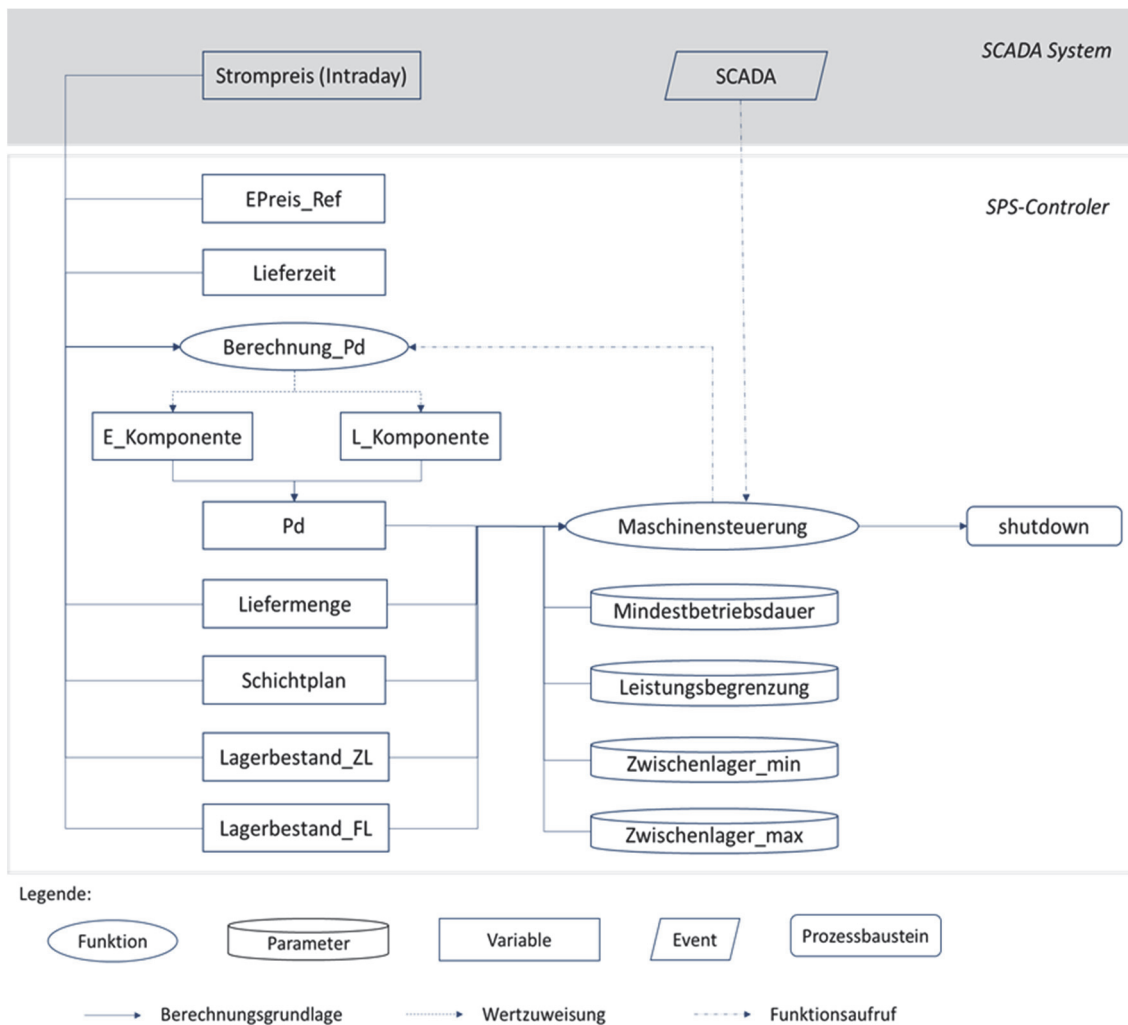 SCADA System
Strompreis (Intraday)
SCADA
EPreis_Ref
SPS-Controler
Lieferzeit
Berechnung_Pd
E_Komponente
L_Komponente
Pd
Maschinensteuerung
shutdown
Liefermenge
Mindestbetriebsdauer
Schichtplan
Leistungsbegrenzung
Lagerbestand_ZL
Zwischenlager_min
Lagerbestand_FL
Zwischenlager_max
Legende:
Funktion
Parameter
Variable
Event
Prozessbaustein
Berechnungsgrundlage
Wertzuweisung
Funktionsaufruf